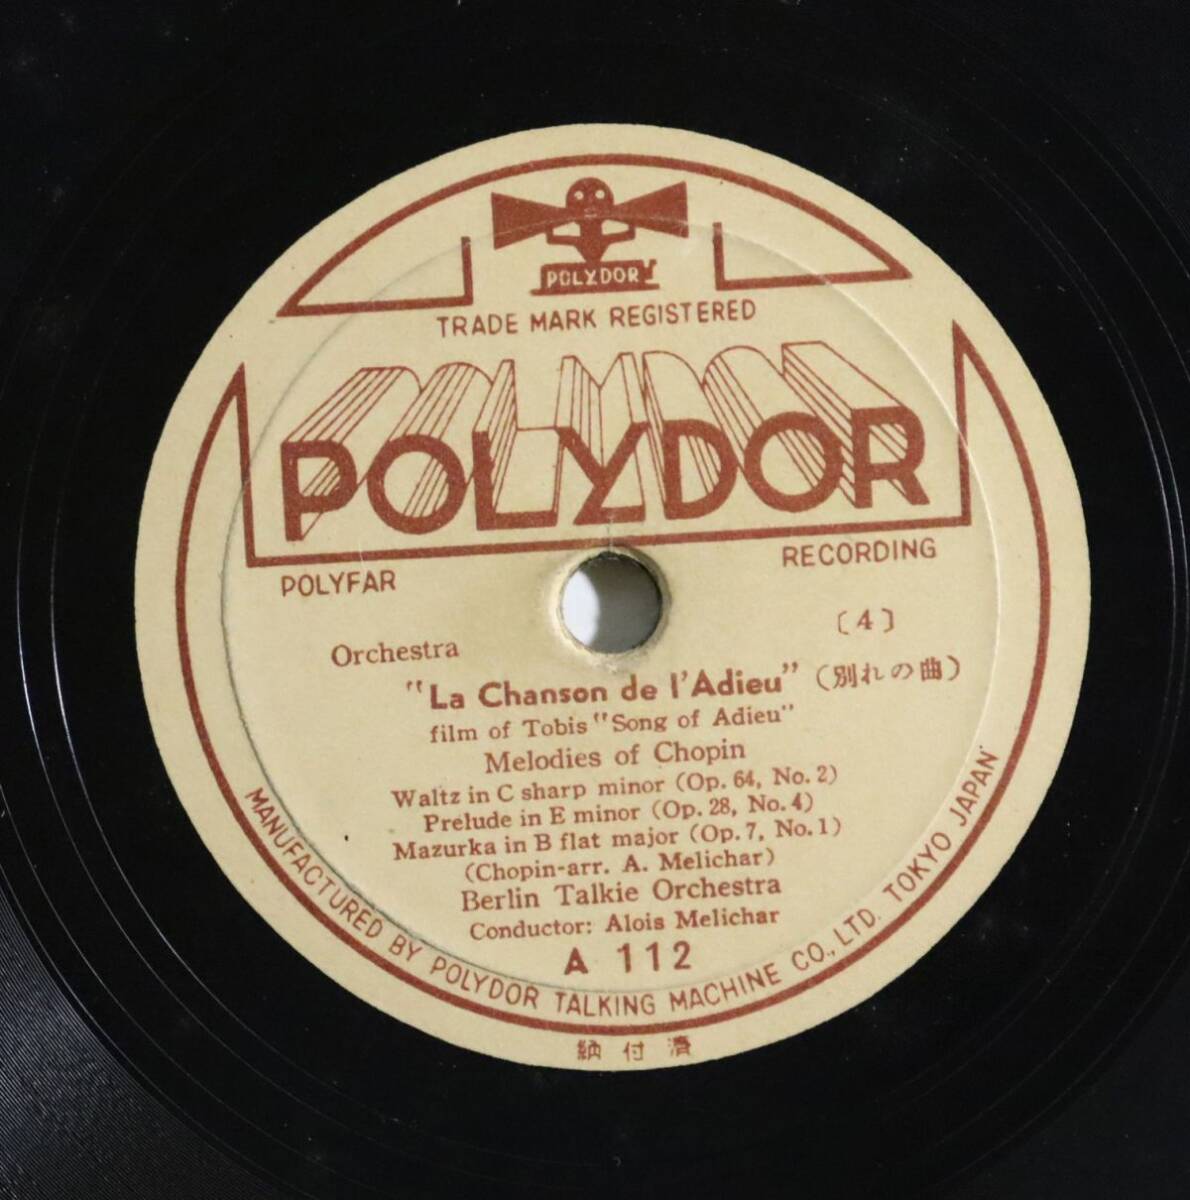 POLYDOR
TRADE MARK REGISTERED
POLYDOR
POLYFAR RECORDING
〔4〕
Orchestra
"La Chanson de l'Adieu" (別れの曲)
film of Tobis "Song of Adieu"
Melodies of Chopin
Waltz in C sharp minor (Op. 64, No. 2)
Prelude in E minor (Op. 28, No. 4)
Mazurka in B flat major (Op. 7, No. 1)
(Chopin-arr. A. Melichar)
Berlin Talkie Orchestra
Conductor: Alois Melichar
A 112
MANUFACTURED BY POLYDOR TALKING MACHINE CO., LTD. TOKYO JAPAN
納付濟